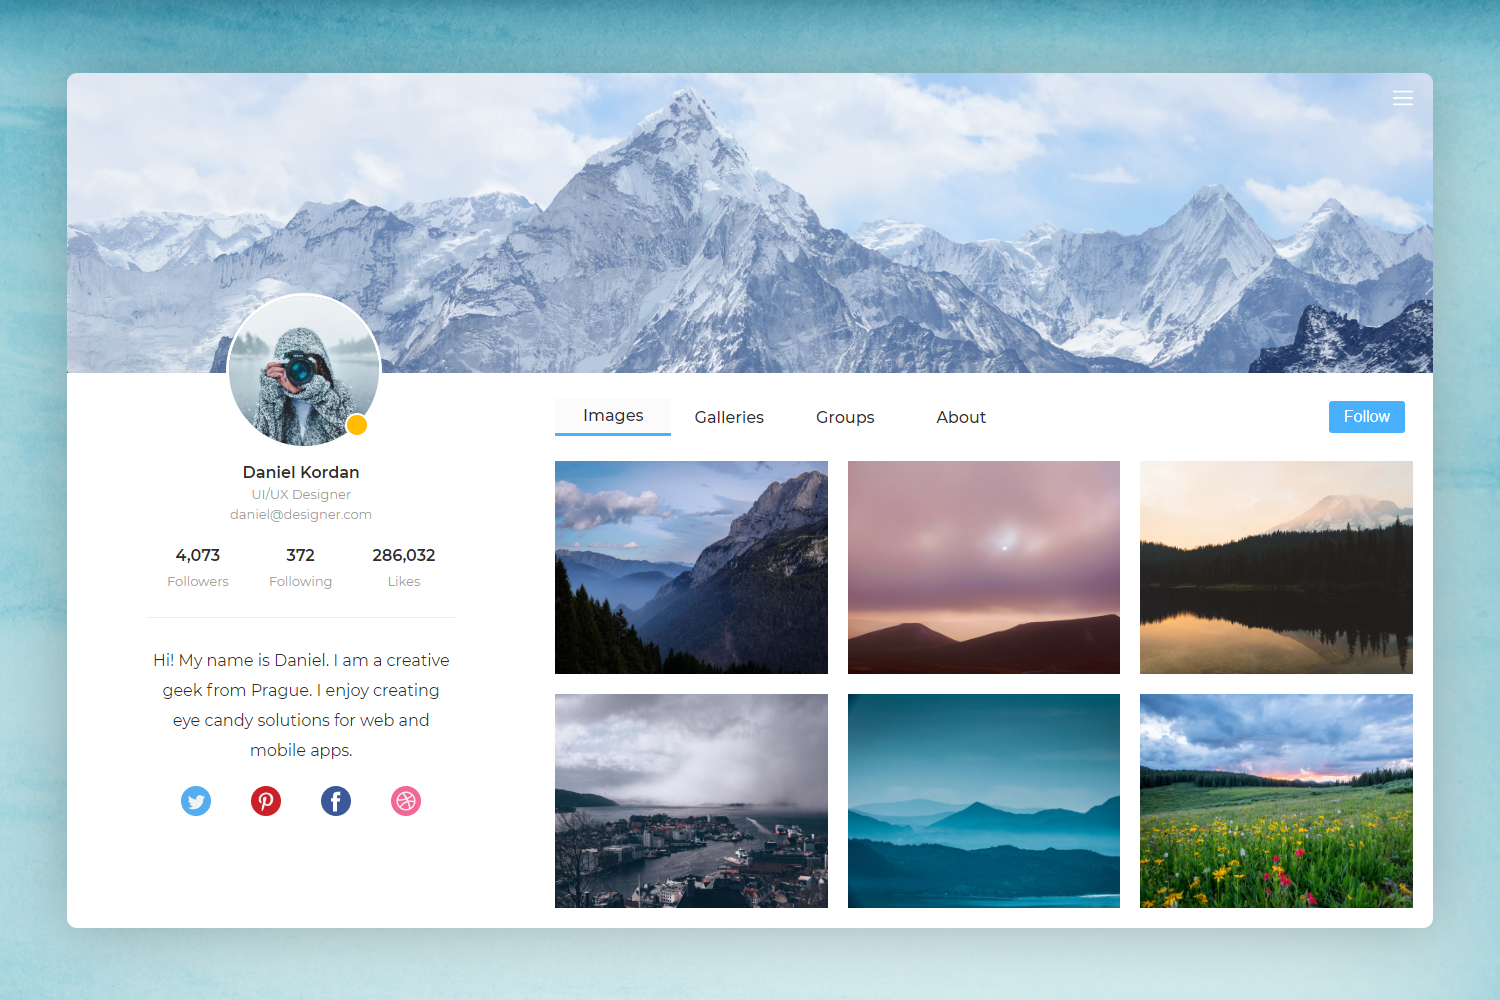 Images
Galleries
Groups
About
Follow
Daniel Kordan
UI/UX Designer
daniel@designer.com
4,073
372
286,032
Followers
Following
Likes
Hi! My name is Daniel. I am a creative
geek from Prague. I enjoy creating
eye candy solutions for web and
mobile apps.